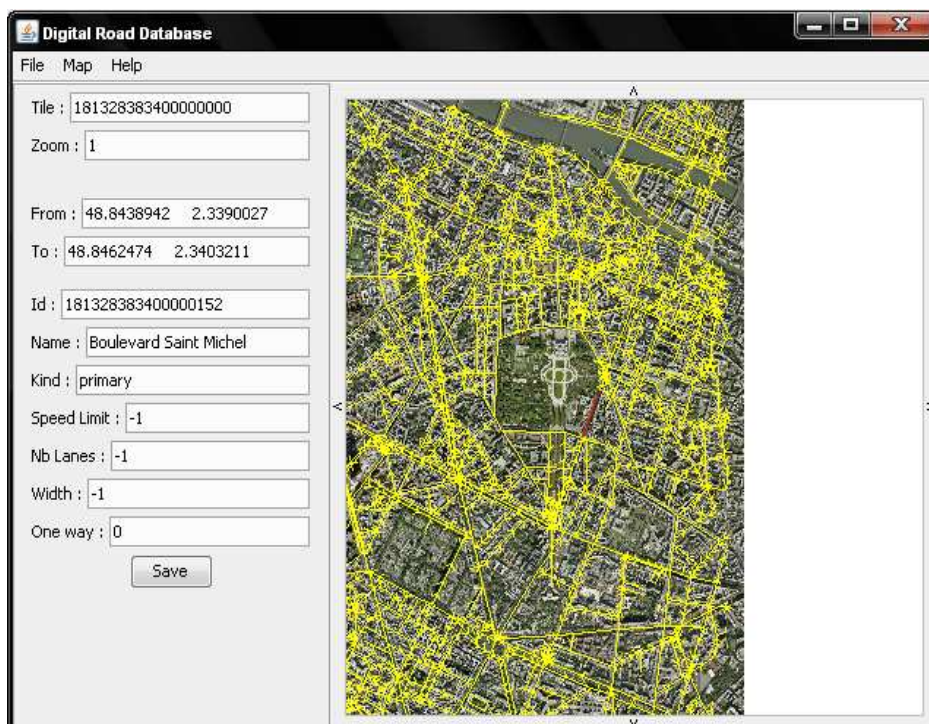 Digital Road Database
File Map Help
Tile : 181328383400000000
Zoom : 1
From : 48.8438942 2.3390027
To : 48.8462474 2.3403211
Id : 181328383400000152
Name : Boulevard Saint Michel
Kind : primary
Speed Limit : -1
Nb Lanes : -1
Width : -1
One way : 0
Save